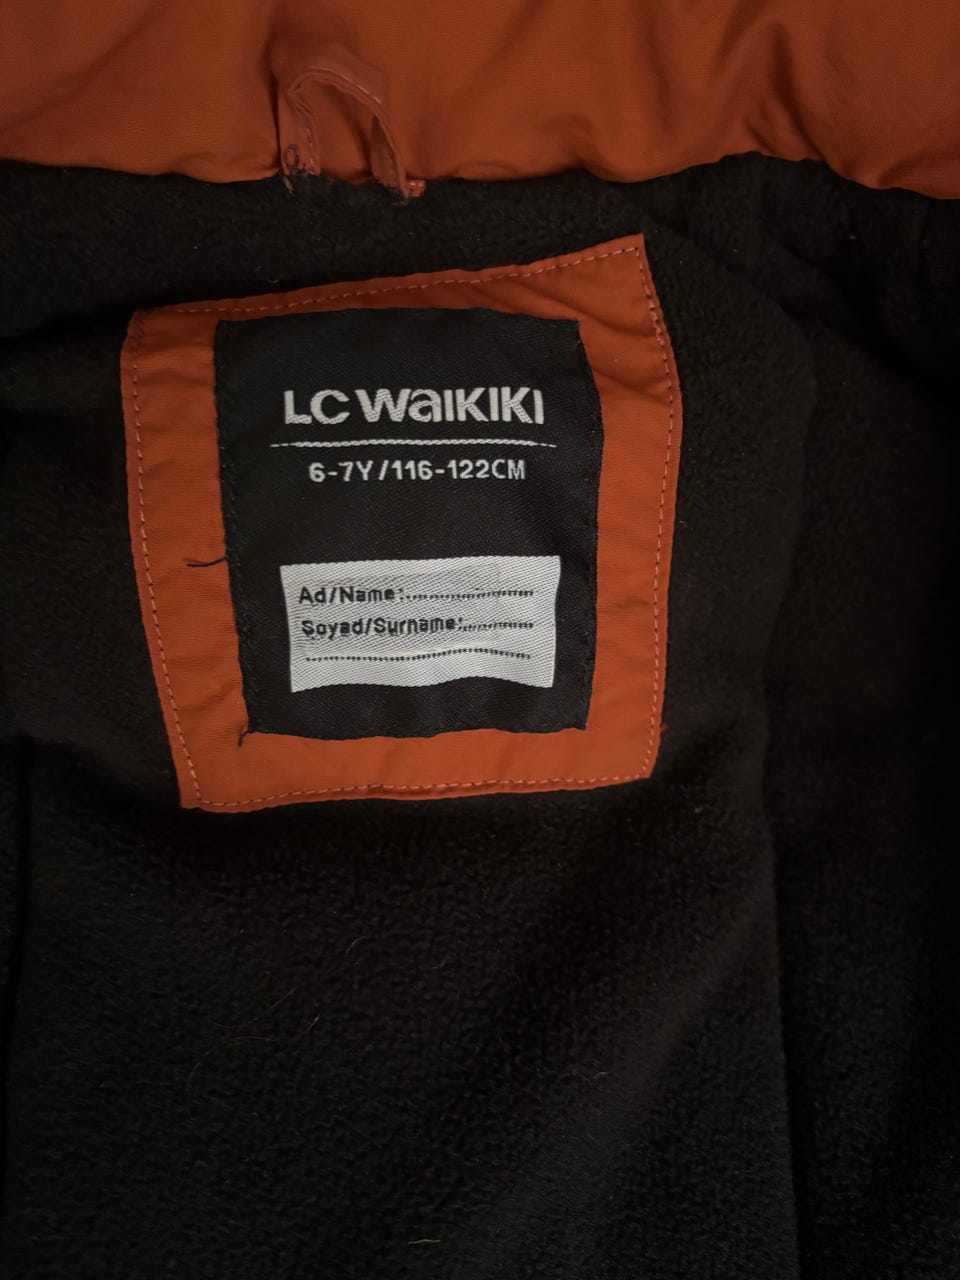 LC Waikiki
6-7Y/116-122CM
Ad/Name:....................
Soyad/Surname:............
....................................